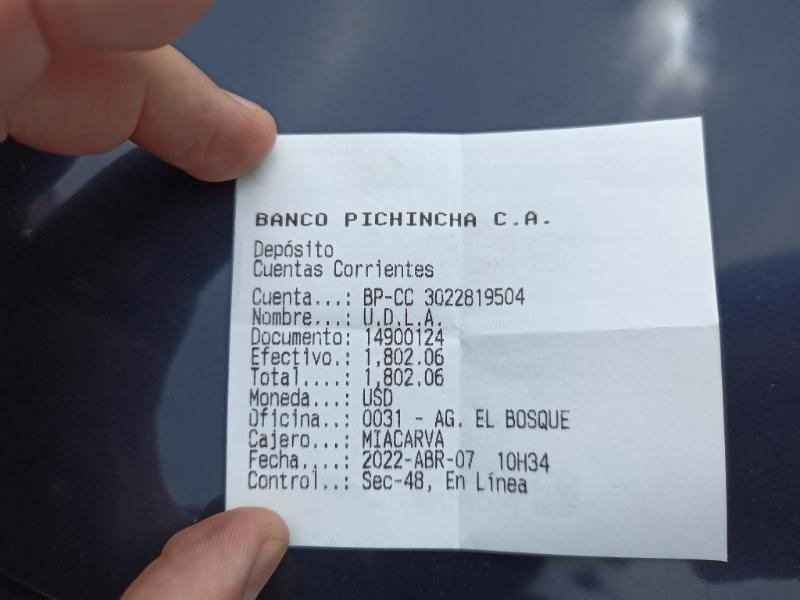 BANCO PICHINCHA C.A.
Depósito
Cuentas Corrientes
Cuenta...: BP-CC 3022819504
Nombre...: U.D.L.A.
Documento: 14900124
Efectivo.: 1,802.06
Total....: 1,802.06
Moneda...: USD
Oficina..: 0031 - AG. EL BOSQUE
Cajero...: MIACARVA
Fecha....: 2022-ABR-07 10H34
Control..: Sec-48, En Línea